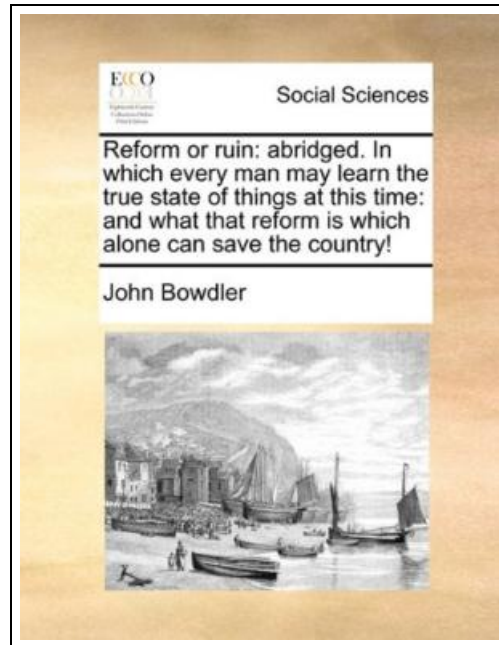 ECCO
Social Sciences
Reform or ruin: abridged. In
which every man may learn the
true state of things at this time:
and what that reform is which
alone can save the country!
John Bowdler